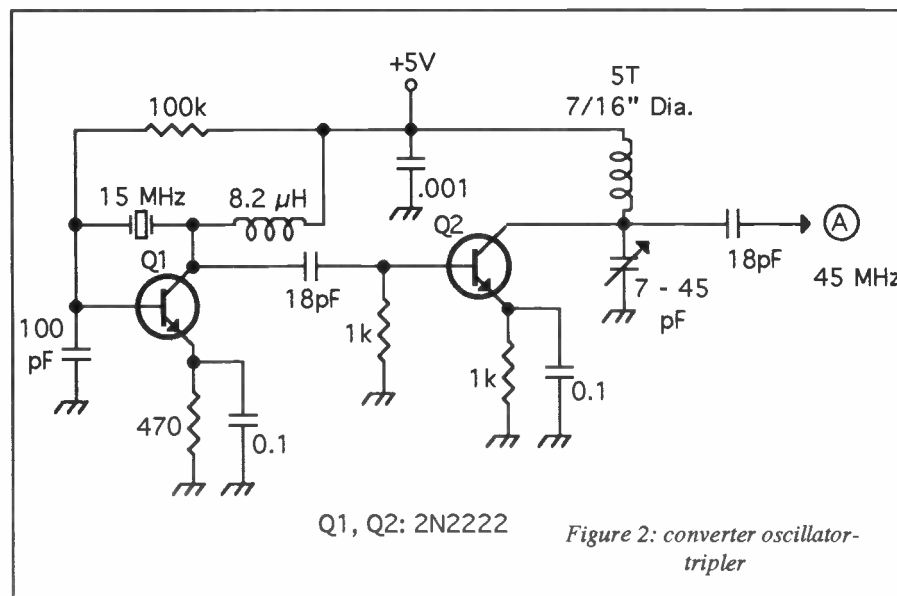 +5V
5T
7/16" Dia.
100k
15 MHz
8.2 µH
.001
Q1
Q2
18pF
18pF
A
45 MHz
7 - 45
pF
100
pF
1k
1k
0.1
470
0.1
Q1, Q2: 2N2222
Figure 2: converter oscillator-
tripler